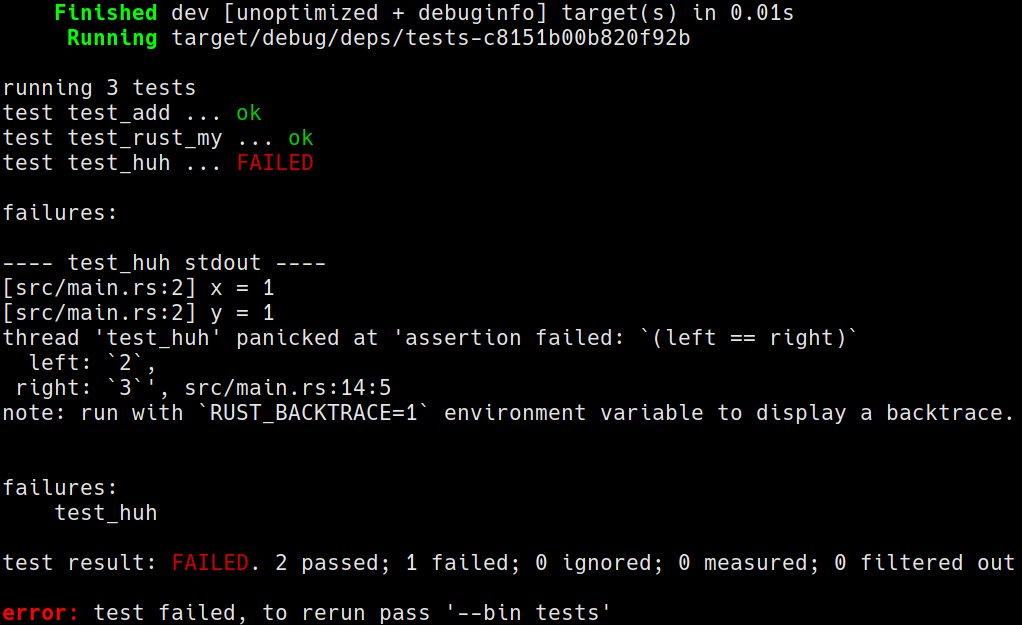 Finished dev [unoptimized + debuginfo] target(s) in 0.01s
Running target/debug/deps/tests-c8151b00b820f92b
running 3 tests
test test_add ... ok
test test_rust_my ... ok
test test_huh ... FAILED
failures:
---- test_huh stdout ----
[src/main.rs:2] x = 1
[src/main.rs:2] y = 1
thread 'test_huh' panicked at 'assertion failed: `(left == right)`
left: `2`,
right: `3`', src/main.rs:14:5
note: run with `RUST_BACKTRACE=1` environment variable to display a backtrace.
failures:
test_huh
test result: FAILED. 2 passed; 1 failed; 0 ignored; 0 measured; 0 filtered out
error: test failed, to rerun pass '--bin tests'